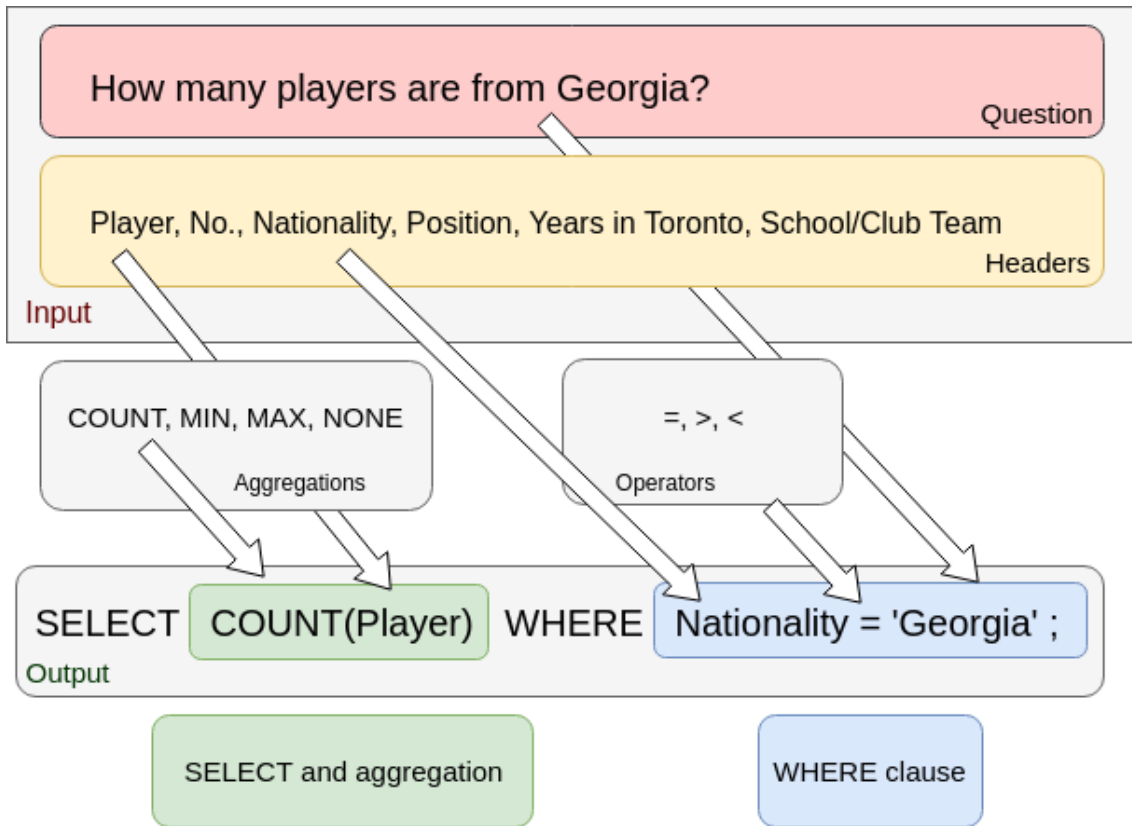 How many players are from Georgia?
Question
Player, No., Nationality, Position, Years in Toronto, School/Club Team
Headers
Input
COUNT, MIN, MAX, NONE
Aggregations
=, >, <
Operators
SELECT COUNT(Player) WHERE Nationality = 'Georgia' ;
Output
SELECT and aggregation
WHERE clause